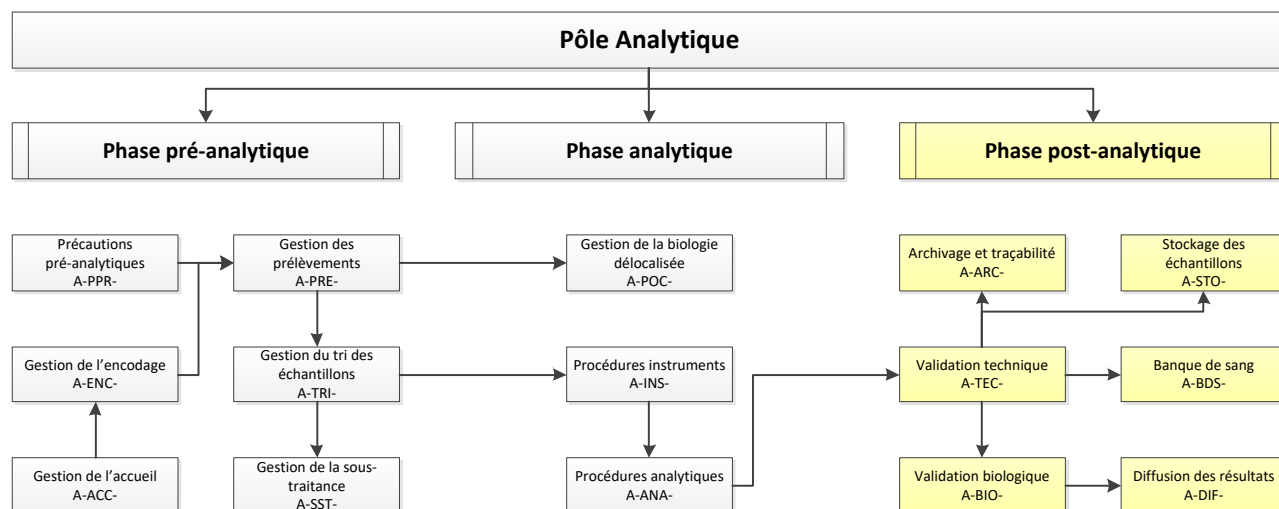 Pôle Analytique
Phase pré-analytique
Phase analytique
Phase post-analytique
Précautions
pré-analytiques
A-PPR-
Gestion des
prélèvements
A-PRE-
Gestion de la biologie
délocalisée
A-POC-
Archivage et traçabilité
A-ARC-
Stockage des
échantillons
A-STO-
Gestion de l'encodage
A-ENC-
Gestion du tri des
échantillons
A-TRI-
Procédures instruments
A-INS-
Validation technique
A-TEC-
Banque de sang
A-BDS-
Gestion de l'accueil
A-ACC-
Gestion de la sous-
traitance
A-SST-
Procédures analytiques
A-ANA-
Validation biologique
A-BIO-
Diffusion des résultats
A-DIF-